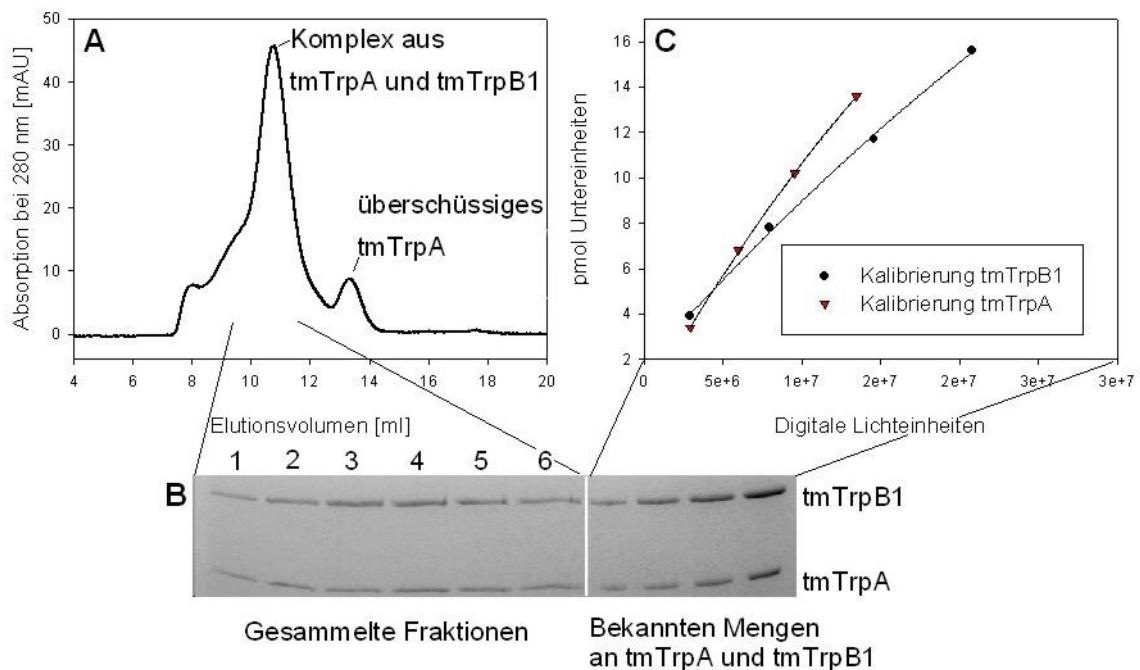 A
Absorption bei 280 nm [mAU]
50
40
30
20
10
0
Komplex aus
tmTrpA und tmTrpB1
überschüssiges
tmTrpA
4 6 8 10 12 14 16 18 20
Elutionsvolumen [ml]
C
pmol Untereinheiten
16
14
12
10
8
6
4
2
Kalibrierung tmTrpB1
Kalibrierung tmTrpA
0 5e+6 1e+7 2e+7 2e+7 3e+7 3e+7
Digitale Lichteinheiten
1 2 3 4 5 6
B
tmTrpB1
tmTrpA
Gesammelte Fraktionen
Bekannten Mengen
an tmTrpA und tmTrpB1